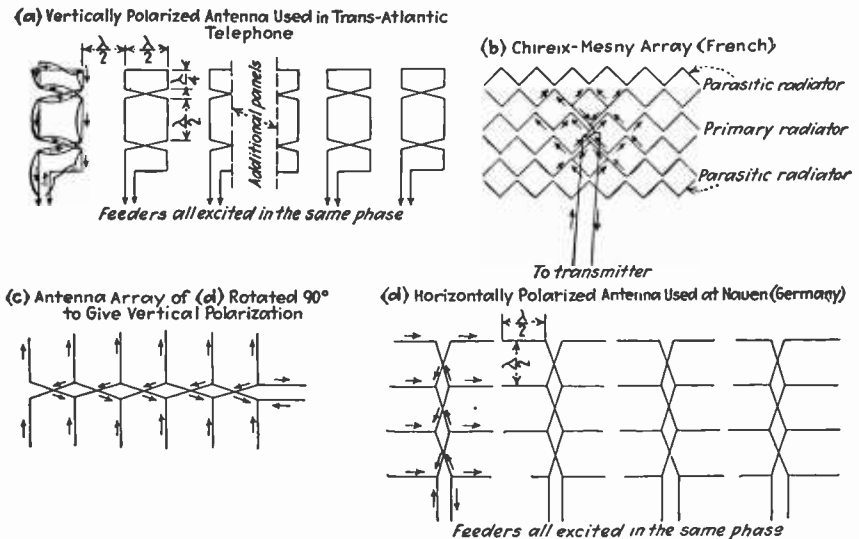 (a) Vertically Polarized Antenna Used in Trans-Atlantic
Telephone
λ/2
λ/2
λ/4
λ/2
Additional panels
Feeders all excited in the same phase
(b) Chireix-Mesny Array (French)
Parasitic radiator
Primary radiator
Parasitic radiator
To transmitter
(c) Antenna Array of (d) Rotated 90°
to Give Vertical Polarization
(d) Horizontally Polarized Antenna Used at Nauen (Germany)
λ/2
λ/2
Feeders all excited in the same phase